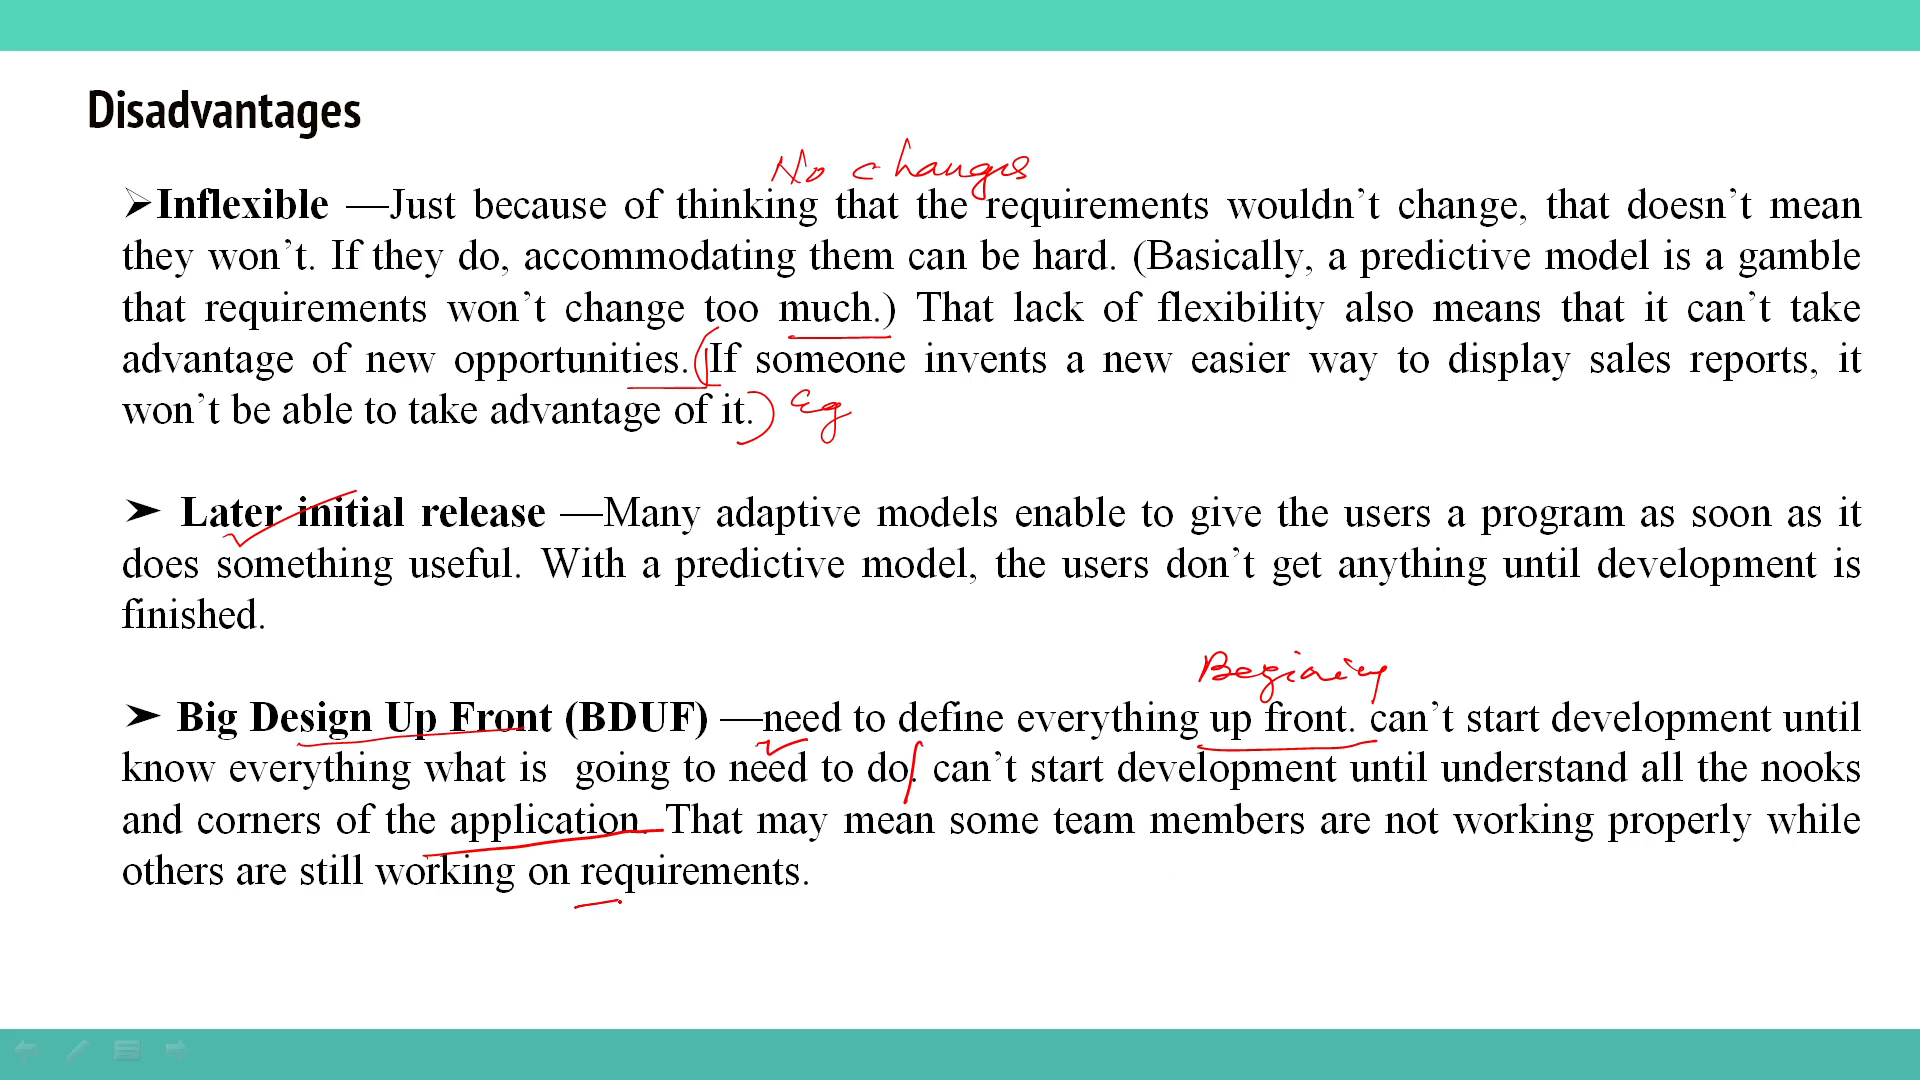 Disadvantages
No changes
➢Inflexible —Just because of thinking that the requirements wouldn’t change, that doesn’t mean
they won’t. If they do, accommodating them can be hard. (Basically, a predictive model is a gamble
that requirements won’t change too much.) That lack of flexibility also means that it can’t take
advantage of new opportunities. (If someone invents a new easier way to display sales reports, it
won’t be able to take advantage of it.) Eg
➤ Later initial release —Many adaptive models enable to give the users a program as soon as it
does something useful. With a predictive model, the users don’t get anything until development is
finished.
➤ Big Design Up Front (BDUF) —need to define everything up front. can’t start development until
know everything what is going to need to do. can’t start development until understand all the nooks
and corners of the application. That may mean some team members are not working properly while
others are still working on requirements.